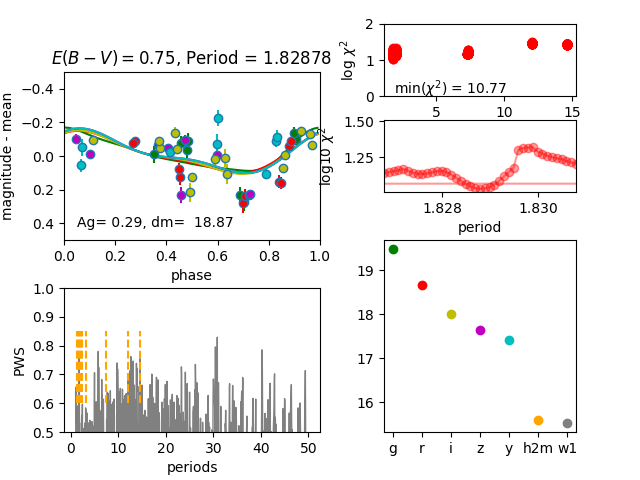 E(B − V) = 0.75, Period = 1.82878
magnitude - mean
−0.4
−0.2
0.0
0.2
0.4
Ag= 0.29, dm= 18.87
0.0 0.2 0.4 0.6 0.8 1.0
phase
log χ²
2
1
0
min(χ²) = 10.77
5 10 15
log10 χ²
1.50
1.25
1.828 1.830
period
PWS
1.0
0.9
0.8
0.7
0.6
0.5
0 10 20 30 40 50
periods
19
18
17
16
g r i z y h2m w1